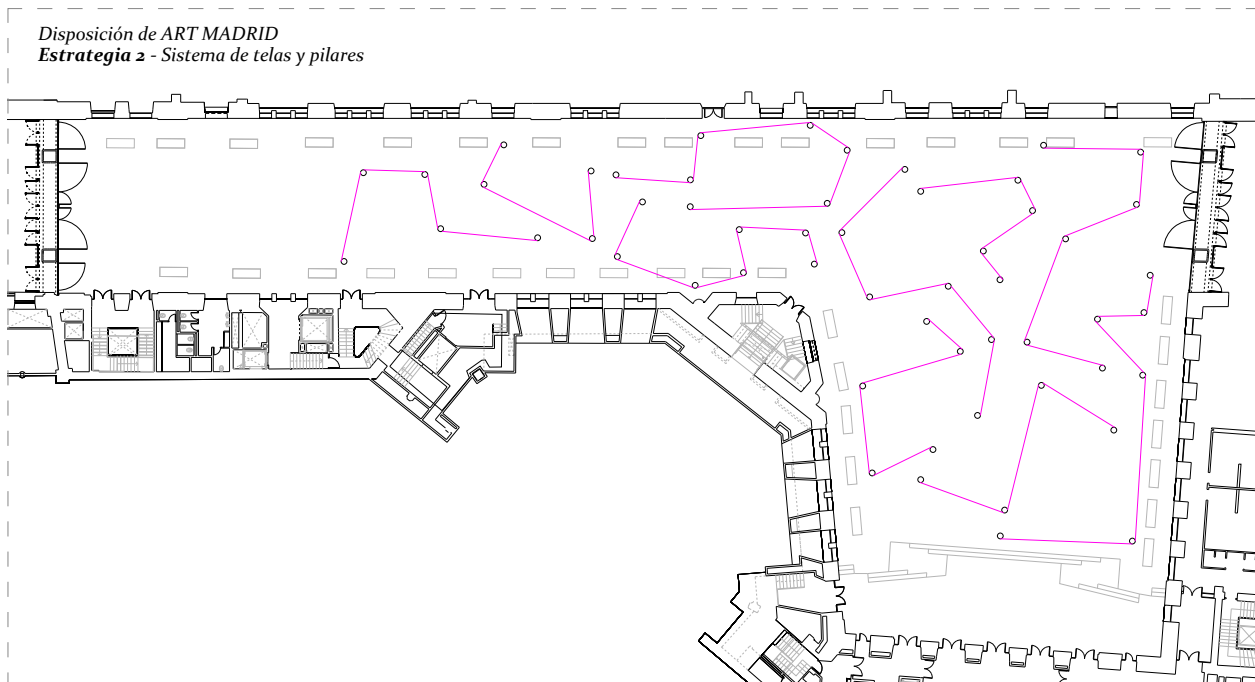 Disposición de ART MADRID
Estrategia 2 - Sistema de telas y pilares